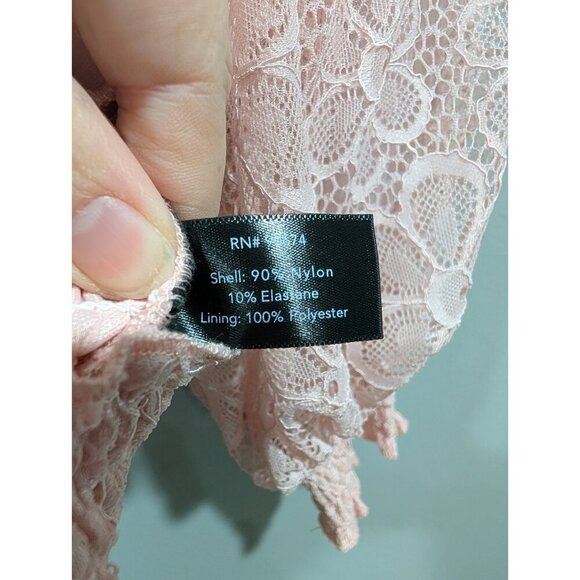 RN#
Shell: 90% Nylon
10% Elastane
Lining: 100% Polyester